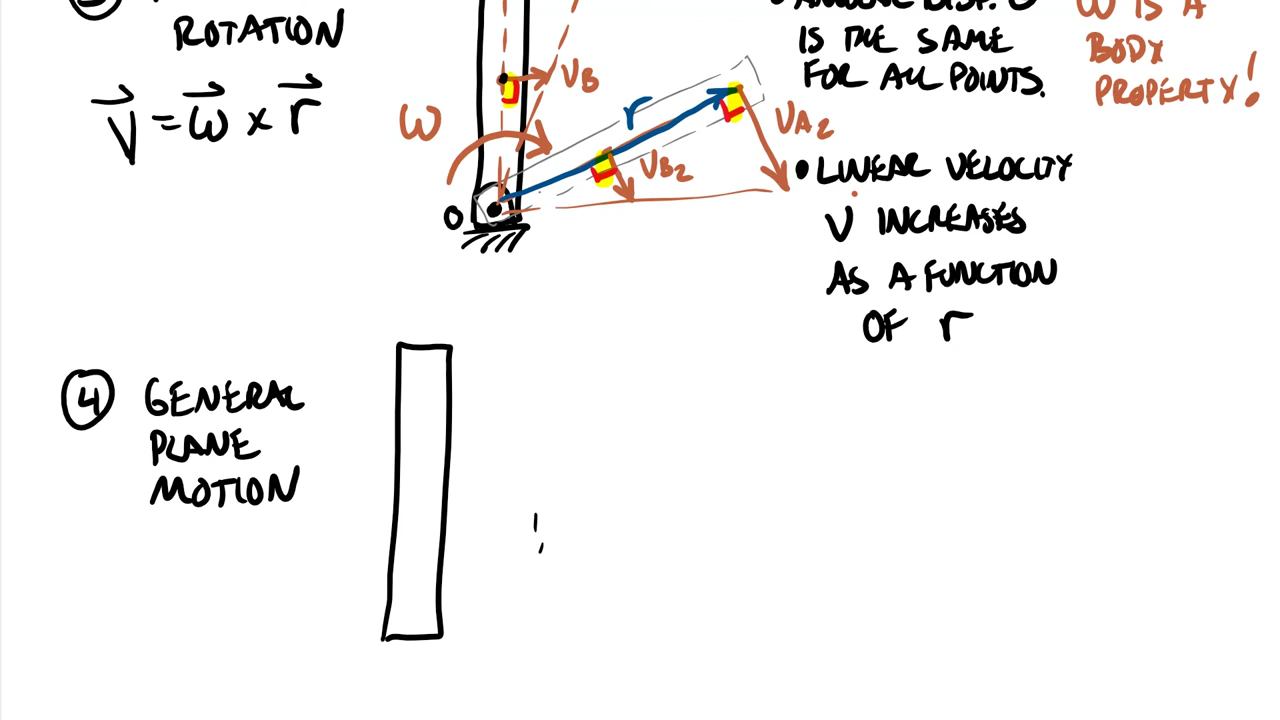 ROTATION
V = ω x r
ω
O
VB
r
VB2
VA2
IS THE SAME
FOR ALL POINTS.
ω IS A
BODY
PROPERTY!
• LINEAR VELOCITY
V INCREASES
AS A FUNCTION
OF r
4 GENERAL
PLANE
MOTION